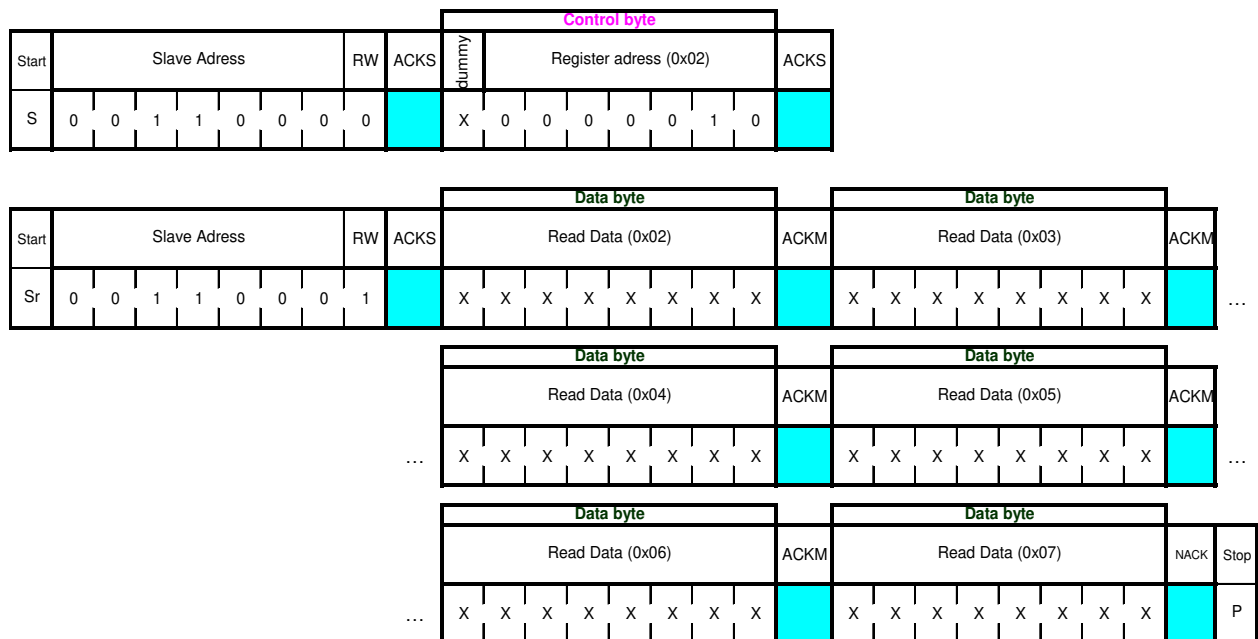 Control byte
Start Slave Adress RW ACKS dummy Register adress (0x02) ACKS
S 0 0 1 1 0 0 0 0 X 0 0 0 0 0 1 0
Data byte Data byte
Start Slave Adress RW ACKS Read Data (0x02) ACKM Read Data (0x03) ACKM
Sr 0 0 1 1 0 0 0 1 X X X X X X X X X X X X X X X X …
Data byte Data byte
Read Data (0x04) ACKM Read Data (0x05) ACKM
… X X X X X X X X X X X X X X X X …
Data byte Data byte
Read Data (0x06) ACKM Read Data (0x07) NACK Stop
… X X X X X X X X X X X X X X X X P